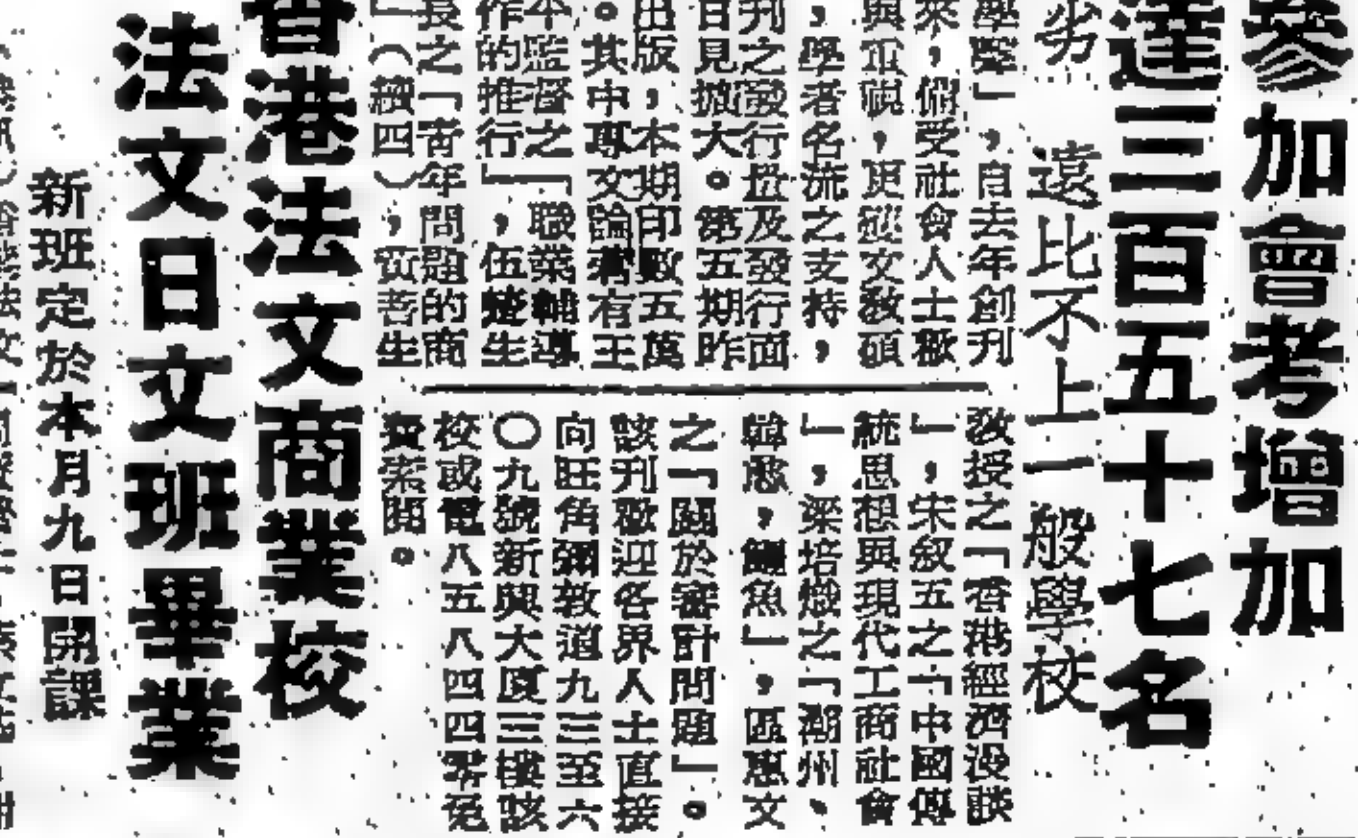 參加會考增加
達三百五十七名
劣　遠比不上一般學校
學聲」，自去年創刊
來，備受社會人士歡
與重視，更蒙文教碩
，學者名流之支持，
刊之發行量及發行面
日見擴大。第五期昨
出版，本期印數五萬
。其中專文論著有王
本監督之「職業輔導
作的推行」，伍
長之「青年問題的商
」（續四），
教授之「香港經濟漫談
」，宋叙五之「中國傳
統思想與現代工商社會
」，梁培熾之「潮州、
韓愈，鱷魚」，區惠文
之「關於審計問題」。
該刊歡迎各界人士直接
向旺角彌敦道九三至六
〇九號新興大廈三樓該
校或電八五八四四零免
費索閱。
香港法文商業校
法文日文班畢業
新班定於本月九日開課